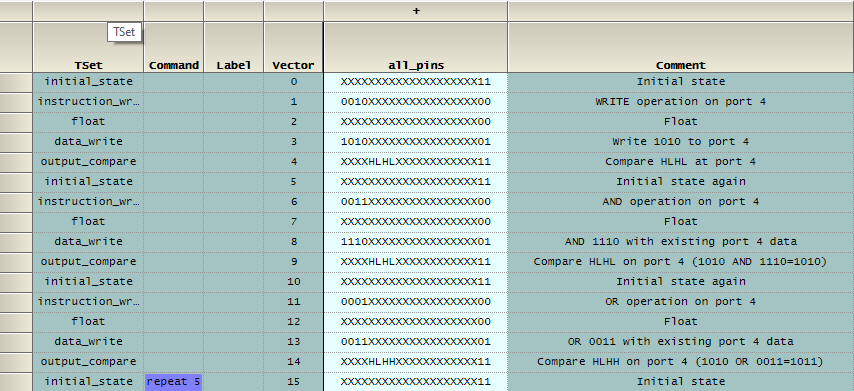 +
TSet
TSet Command Label Vector all_pins Comment
initial_state 0 XXXXXXXXXXXXXXXXXXXX11 Initial state
instruction_wr... 1 0010XXXXXXXXXXXXXXXX00 WRITE operation on port 4
float 2 XXXXXXXXXXXXXXXXXXXX00 Float
data_write 3 1010XXXXXXXXXXXXXXXX01 Write 1010 to port 4
output_compare 4 XXXXHLHLXXXXXXXXXXXX11 Compare HLHL at port 4
initial_state 5 XXXXXXXXXXXXXXXXXXXX11 Initial state again
instruction_wr... 6 0011XXXXXXXXXXXXXXXX00 AND operation on port 4
float 7 XXXXXXXXXXXXXXXXXXXX00 Float
data_write 8 1110XXXXXXXXXXXXXXXX01 AND 1110 with existing port 4 data
output_compare 9 XXXXHLHLXXXXXXXXXXXX11 Compare HLHL on port 4 (1010 AND 1110=1010)
initial_state 10 XXXXXXXXXXXXXXXXXXXX11 Initial state again
instruction_wr... 11 0001XXXXXXXXXXXXXXXX00 OR operation on port 4
float 12 XXXXXXXXXXXXXXXXXXXX00 Float
data_write 13 0011XXXXXXXXXXXXXXXX01 OR 0011 with existing port 4 data
output_compare 14 XXXXHLHHXXXXXXXXXXXX11 Compare HLHH on port 4 (1010 OR 0011=1011)
initial_state repeat 5 15 XXXXXXXXXXXXXXXXXXXX11 Initial state